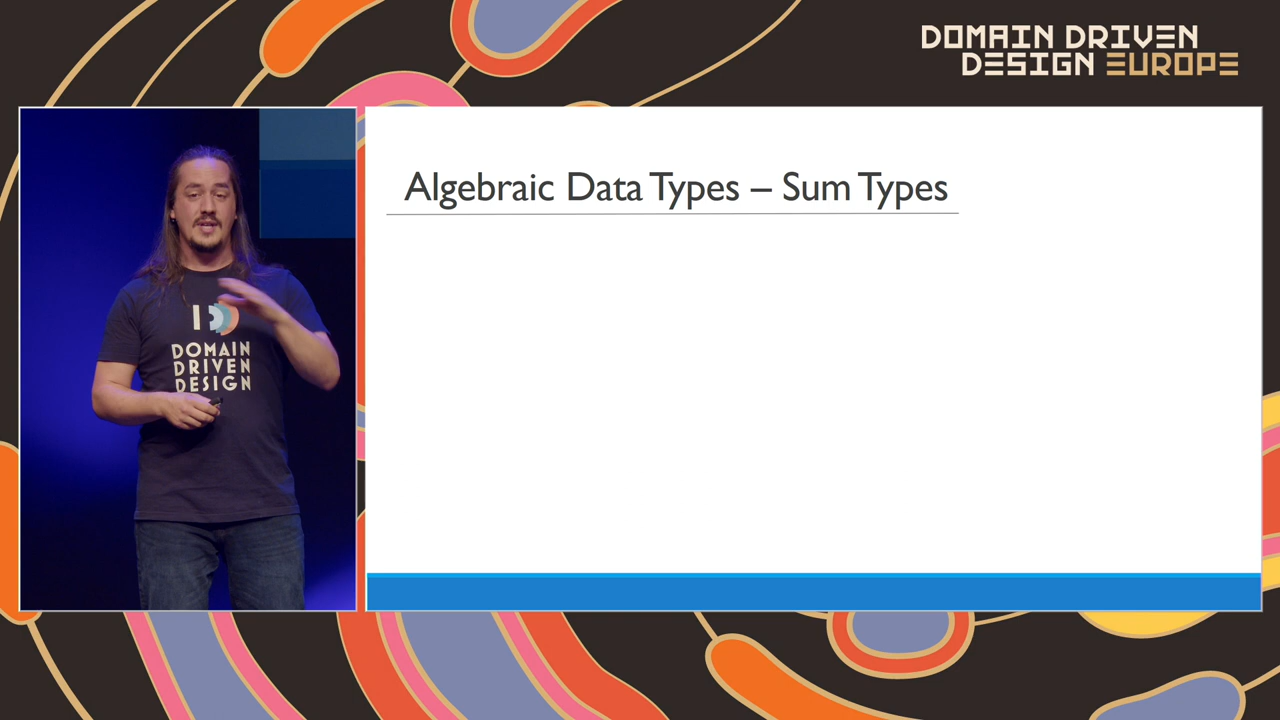 DOMAIN DRIVEN
DESIGN EUROPE
Algebraic Data Types – Sum Types
I
DOMAIN
DRIVEN
DESIGN